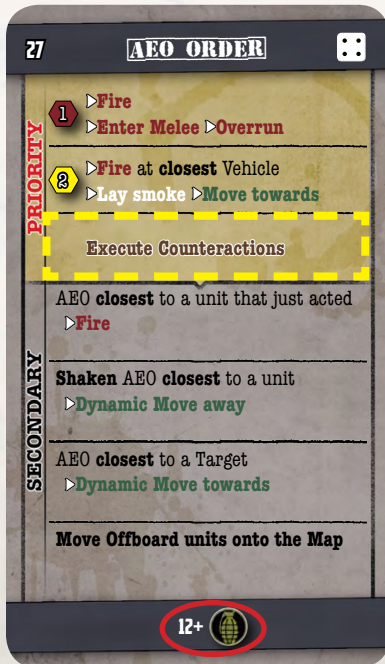 27 AEO ORDER
1 ▷Fire
▷Enter Melee ▷Overrun
PRIORITY
2 ▷Fire at closest Vehicle
▷Lay smoke ▷Move towards
Execute Counteractions
SECONDARY
AEO closest to a unit that just acted
▷Fire
Shaken AEO closest to a unit
▷Dynamic Move away
AEO closest to a Target
▷Dynamic Move towards
Move Offboard units onto the Map
12+